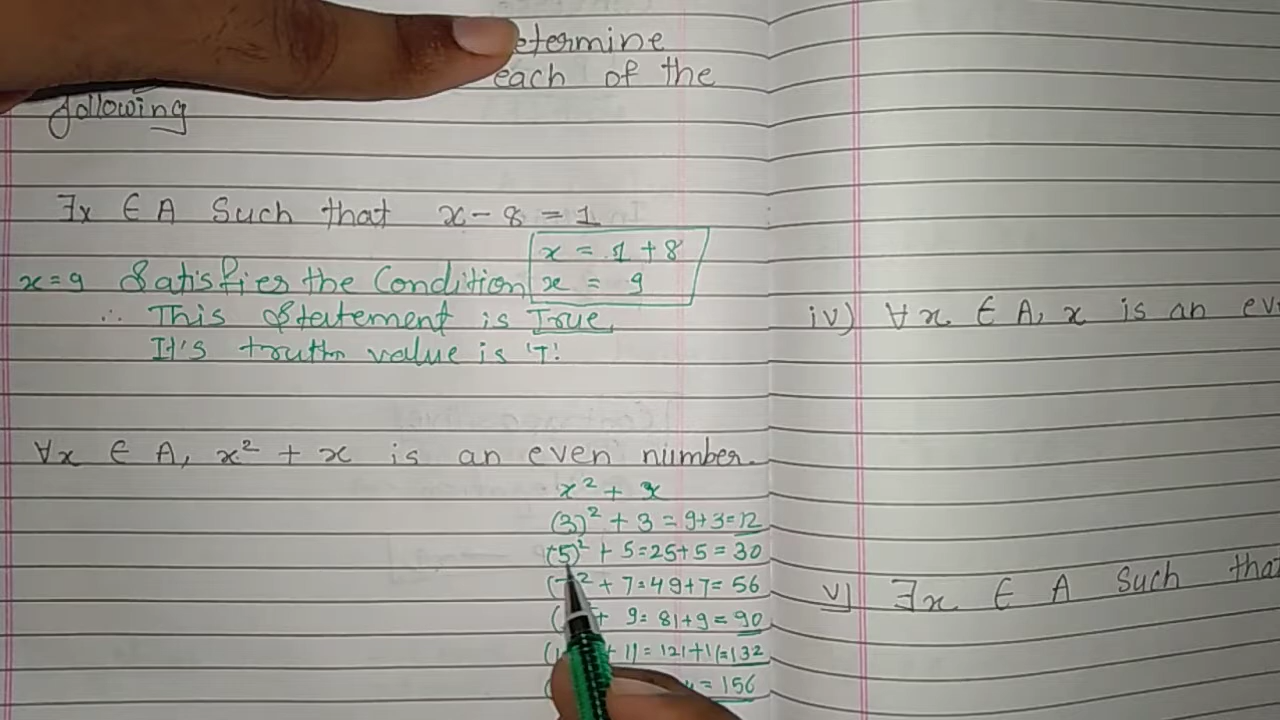 each of the
following
∃x ∈ A Such that x - 8 = 1
x = 1 + 8
x = 9
x = 9 Satisfies the Condition
∴ This Statement is True.
It's truth value is 'T'.
∀x ∈ A, x² + x is an even number.
x² + x
(3)² + 3 = 9+3=12
(5)² + 5=25+5=30
+ 7=49+7=56
+ 9= 81+9=90
+ 11=121+11=132
= 156
iv) ∀x ∈ A, x is an
v) ∃x ∈ A Such